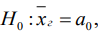 H₀ : x̄ₑ = a₀,